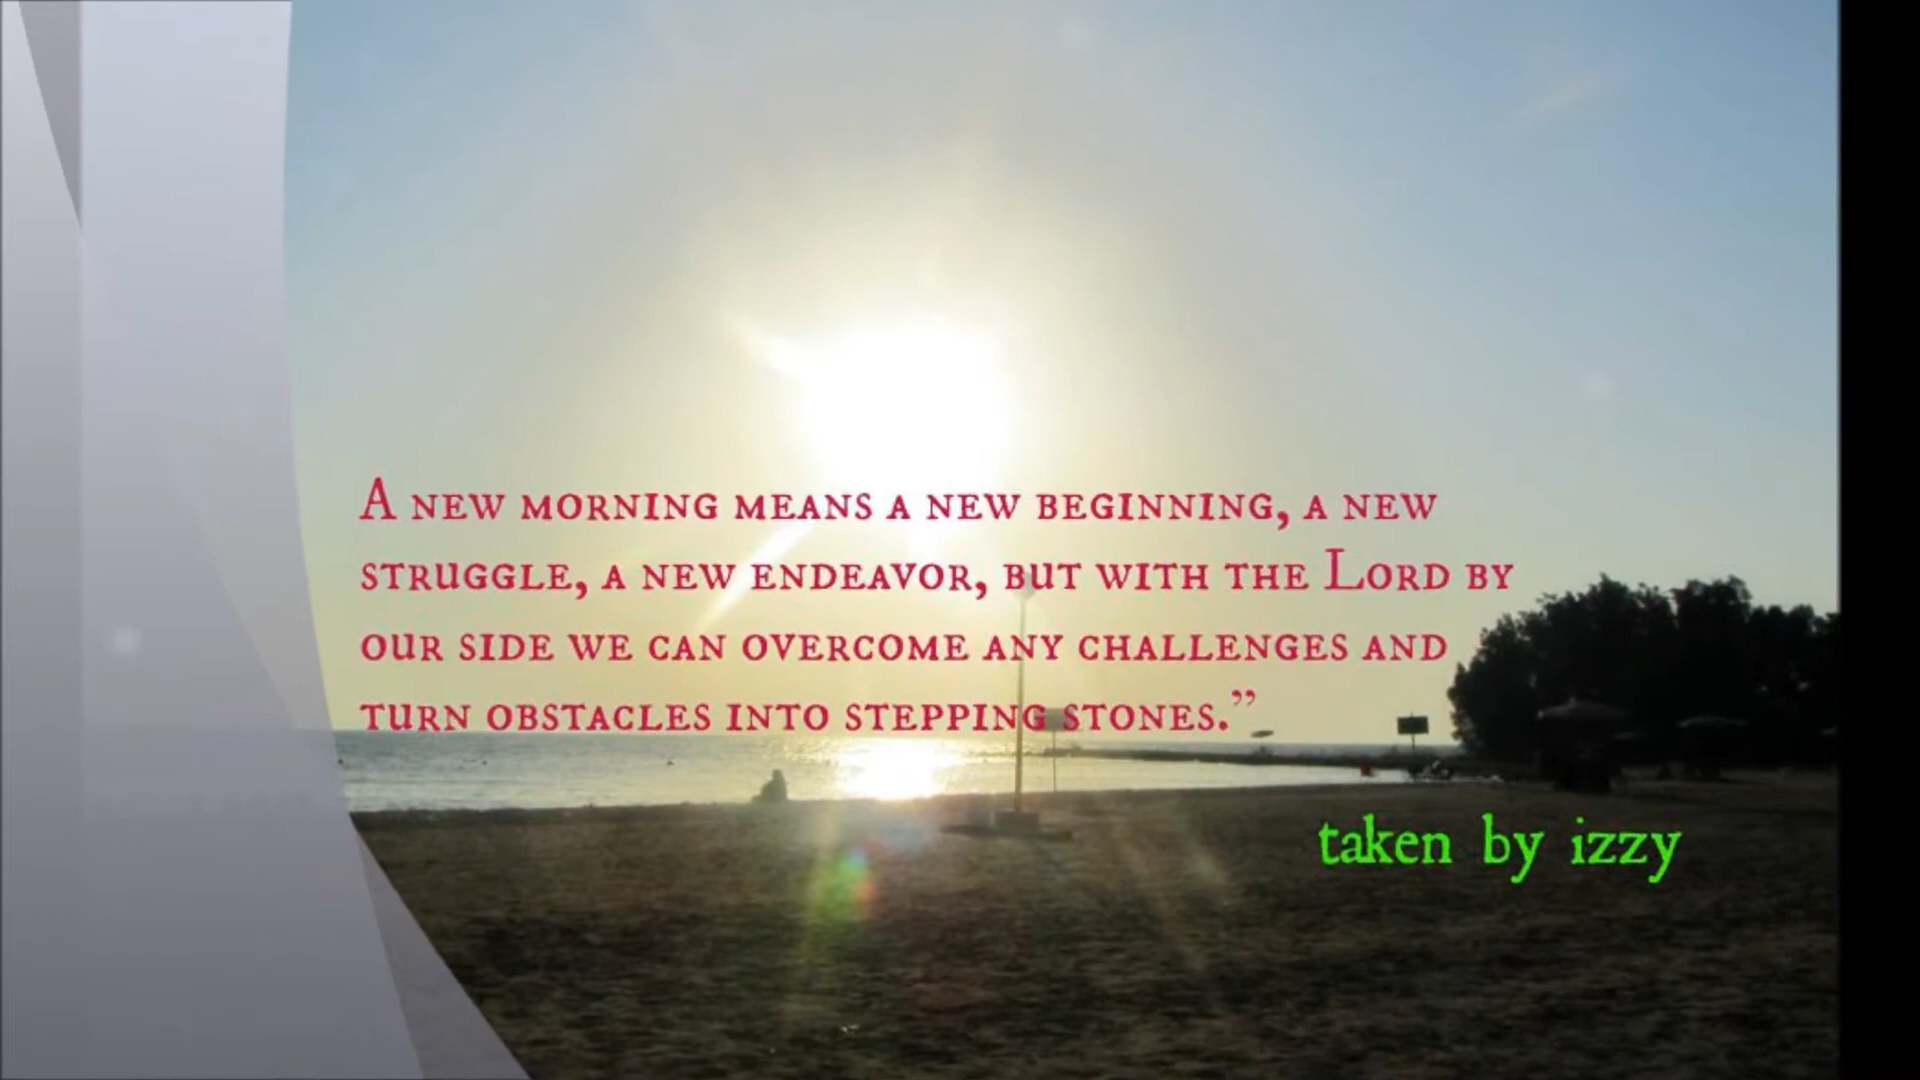 A new morning means a new beginning, a new
struggle, a new endeavor, but with the Lord by
our side we can overcome any challenges and
turn obstacles into stepping stones.”
taken by izzy